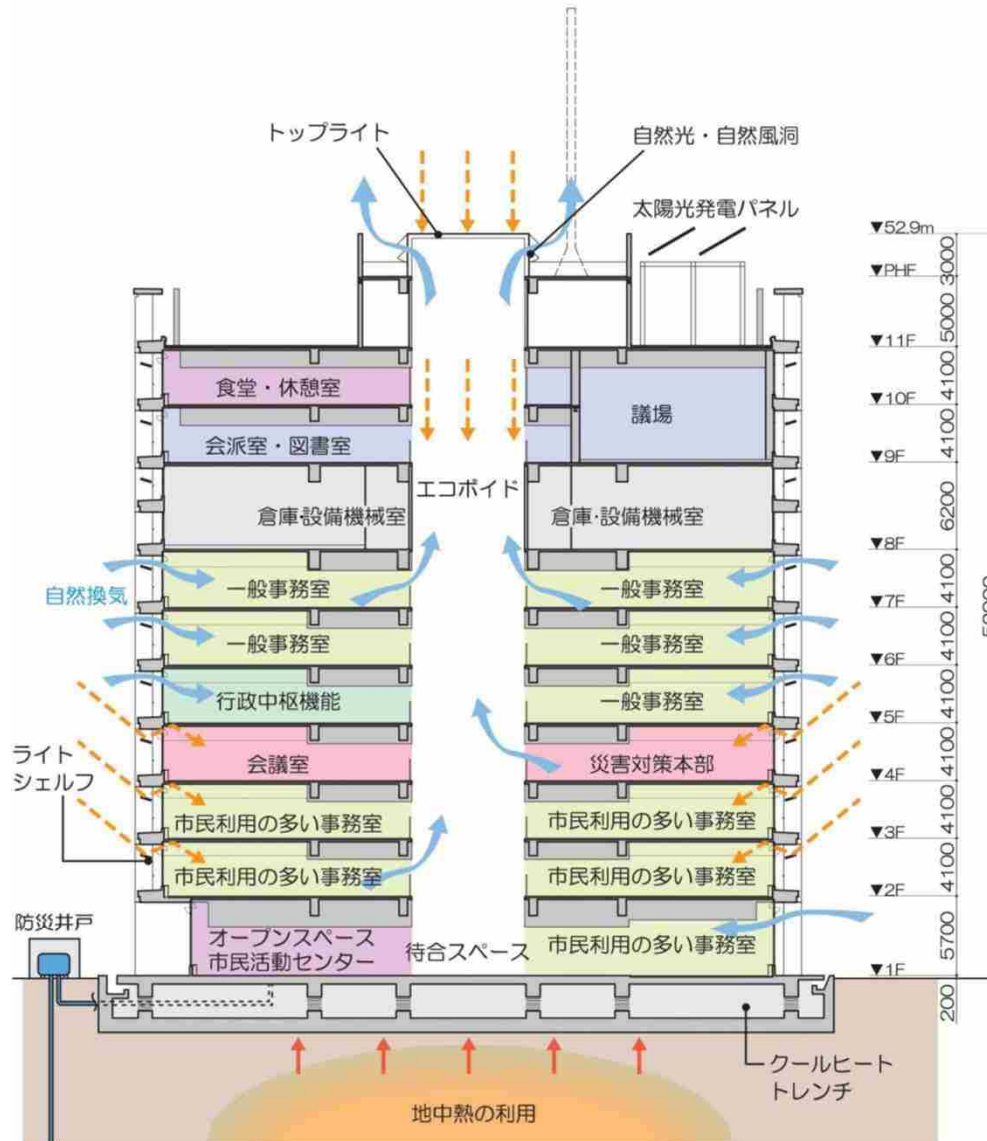 トップライト
自然光・自然風洞
太陽光発電パネル
▼52.9m
3000
▼PHF
5000
▼11F
4100
食堂・休憩室
議場
▼10F
4100
会派室・図書室
▼9F
エコボイド
6200
倉庫・設備機械室
倉庫・設備機械室
▼8F
4100
自然換気
一般事務室
一般事務室
▼7F
4100
一般事務室
一般事務室
▼6F
4100
行政中枢機能
一般事務室
▼5F
4100
ライト
シェルフ
会議室
災害対策本部
▼4F
4100
市民利用の多い事務室
市民利用の多い事務室
▼3F
4100
市民利用の多い事務室
市民利用の多い事務室
▼2F
5700
防災井戸
オープンスペース
市民活動センター
待合スペース
市民利用の多い事務室
▼1F
200
クールヒート
トレンチ
地中熱の利用